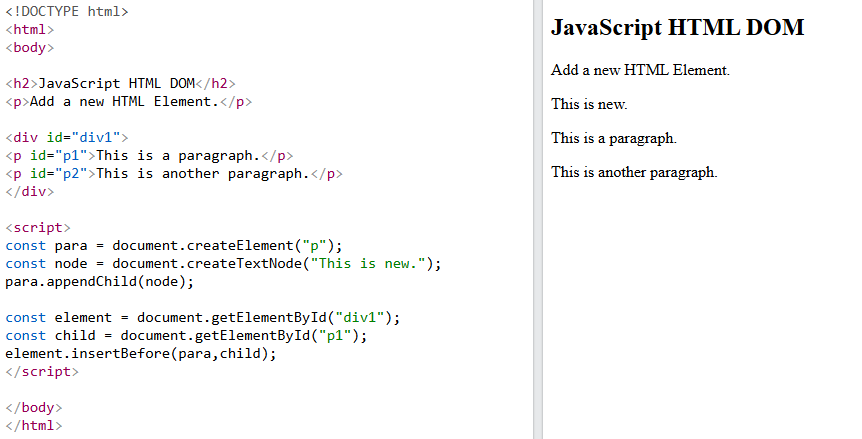 <!DOCTYPE html>
<html>
<body>
<h2>JavaScript HTML DOM</h2>
<p>Add a new HTML Element.</p>
<div id="div1">
<p id="p1">This is a paragraph.</p>
<p id="p2">This is another paragraph.</p>
</div>
<script>
const para = document.createElement("p");
const node = document.createTextNode("This is new.");
para.appendChild(node);
const element = document.getElementById("div1");
const child = document.getElementById("p1");
element.insertBefore(para,child);
</script>
</body>
</html>
JavaScript HTML DOM
Add a new HTML Element.
This is new.
This is a paragraph.
This is another paragraph.